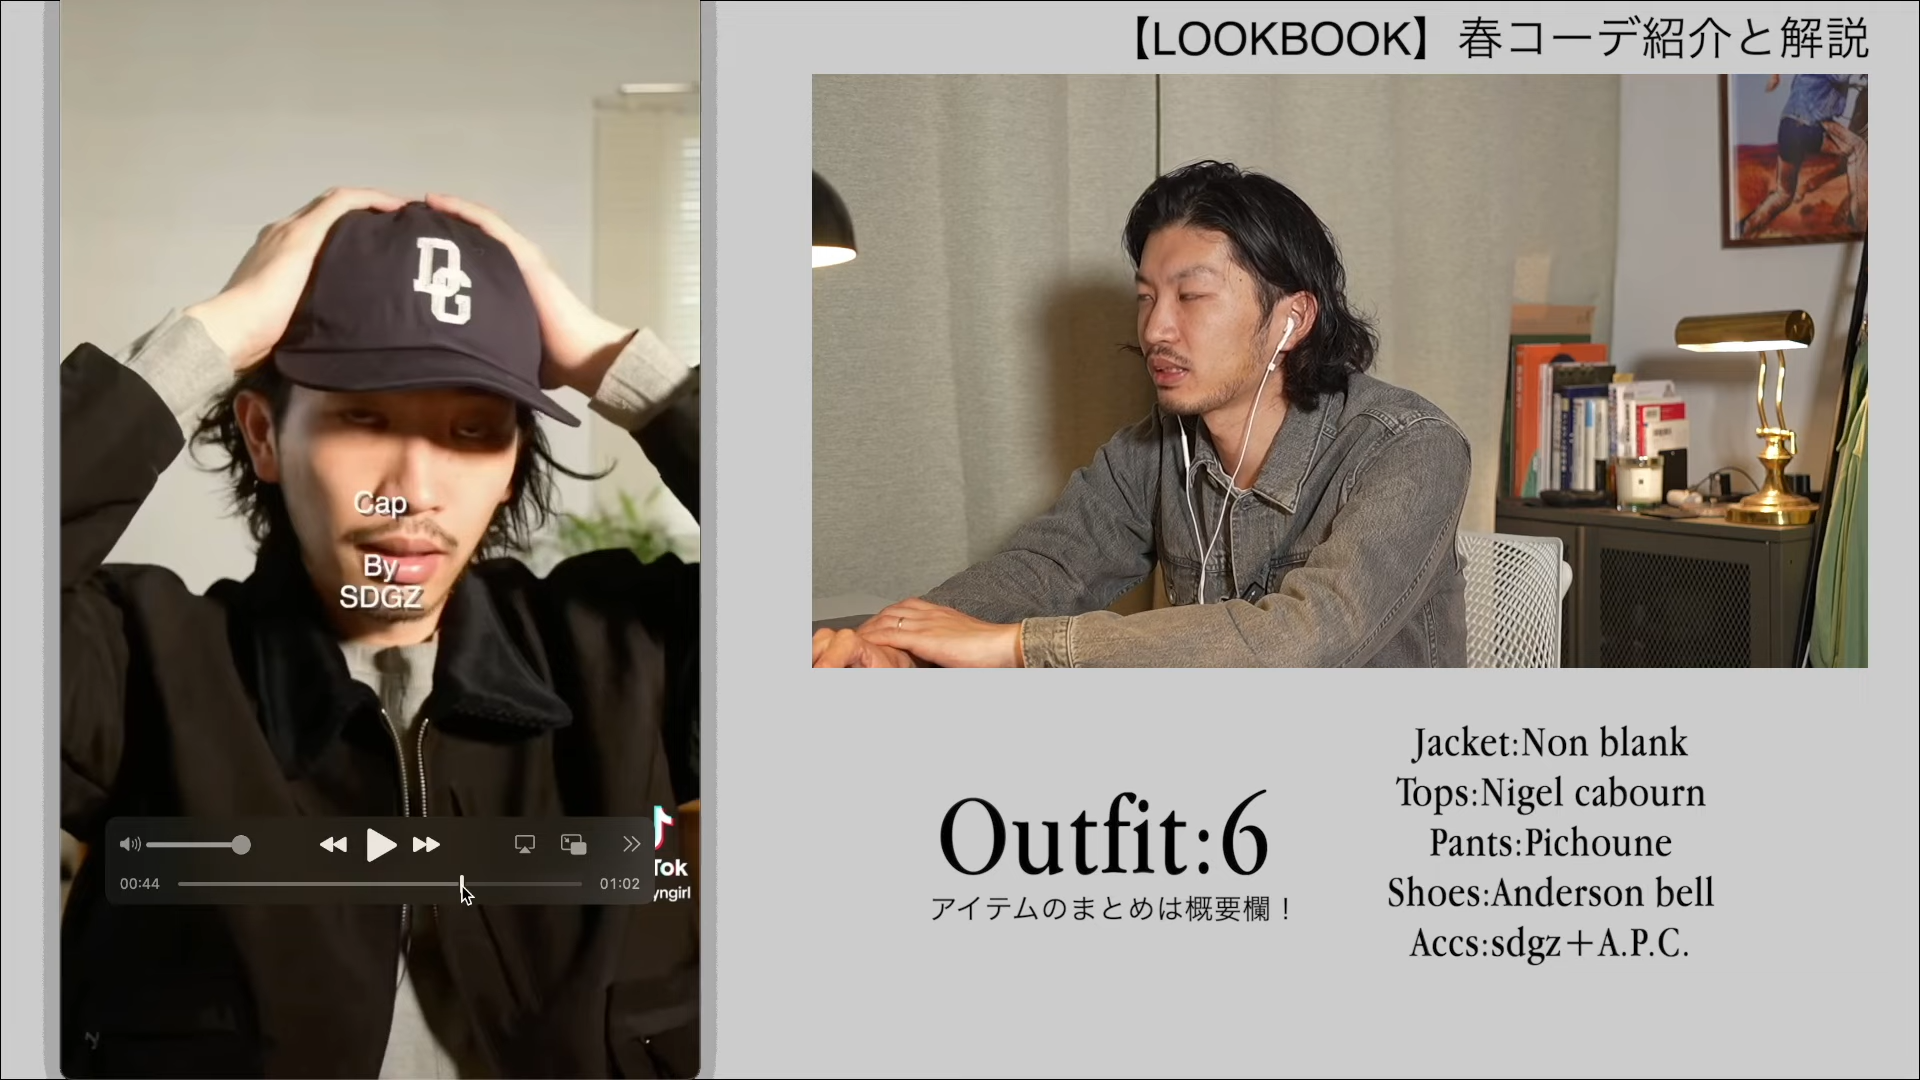 【LOOKBOOK】春コーデ紹介と解説
DG
Cap
By
SDGZ
00:44
01:02
Tok
yngirl
Outfit:6
アイテムのまとめは概要欄！
Jacket:Non blank
Tops:Nigel cabourn
Pants:Pichoune
Shoes:Anderson bell
Accs:sdgz＋A.P.C.